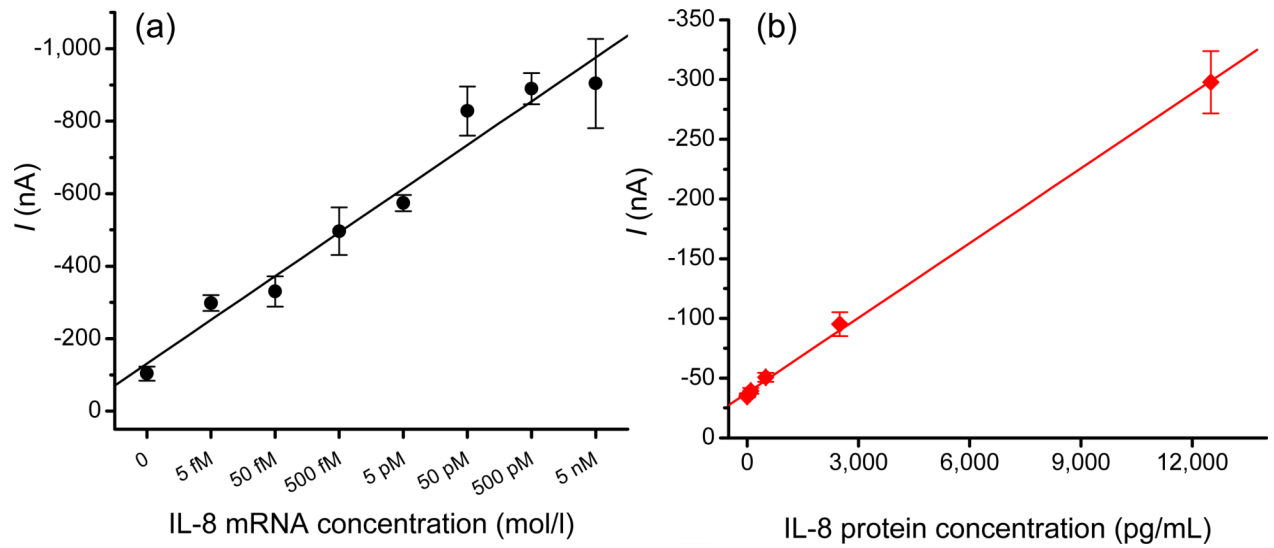 (a)
I (nA)
-1,000
-800
-600
-400
-200
0
0 5 fM 50 fM 500 fM 5 pM 50 pM 500 pM 5 nM
IL-8 mRNA concentration (mol/l)
(b)
I (nA)
-350
-300
-250
-200
-150
-100
-50
0
0 3,000 6,000 9,000 12,000
IL-8 protein concentration (pg/mL)